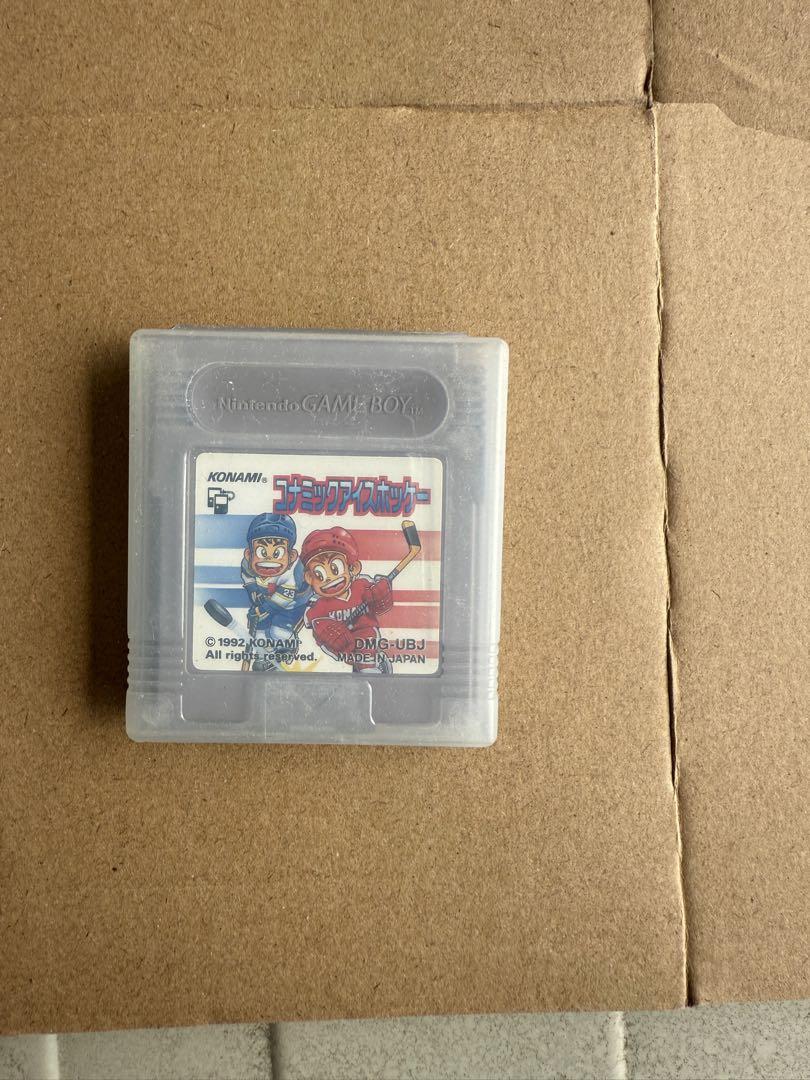 Nintendo GAME BOY TM
KONAMI®
コナミックアイスホッケー
23
KONAMI
© 1992 KONAMI
All rights reserved.
DMG-UBJ
MADE IN JAPAN